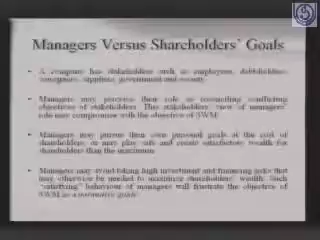 Managers Versus Shareholders' Goals
• A company has stakeholders such as employees, debtholders,
consumers, suppliers, government and society.
• Managers may perceive their role as reconciling conflicting
objectives of stakeholders. This stakeholders' view of managers'
role may compromise with the objective of SWM.
• Managers may pursue their own personal goals at the cost of
shareholders, or may play safe and create satisfactory wealth for
shareholders than the maximum.
• Managers may avoid taking high investment and financing risks that
may otherwise be needed to maximize shareholders' wealth. Such
"satisfying" behaviour of managers will frustrate the objective of
SWM as a normative guide.